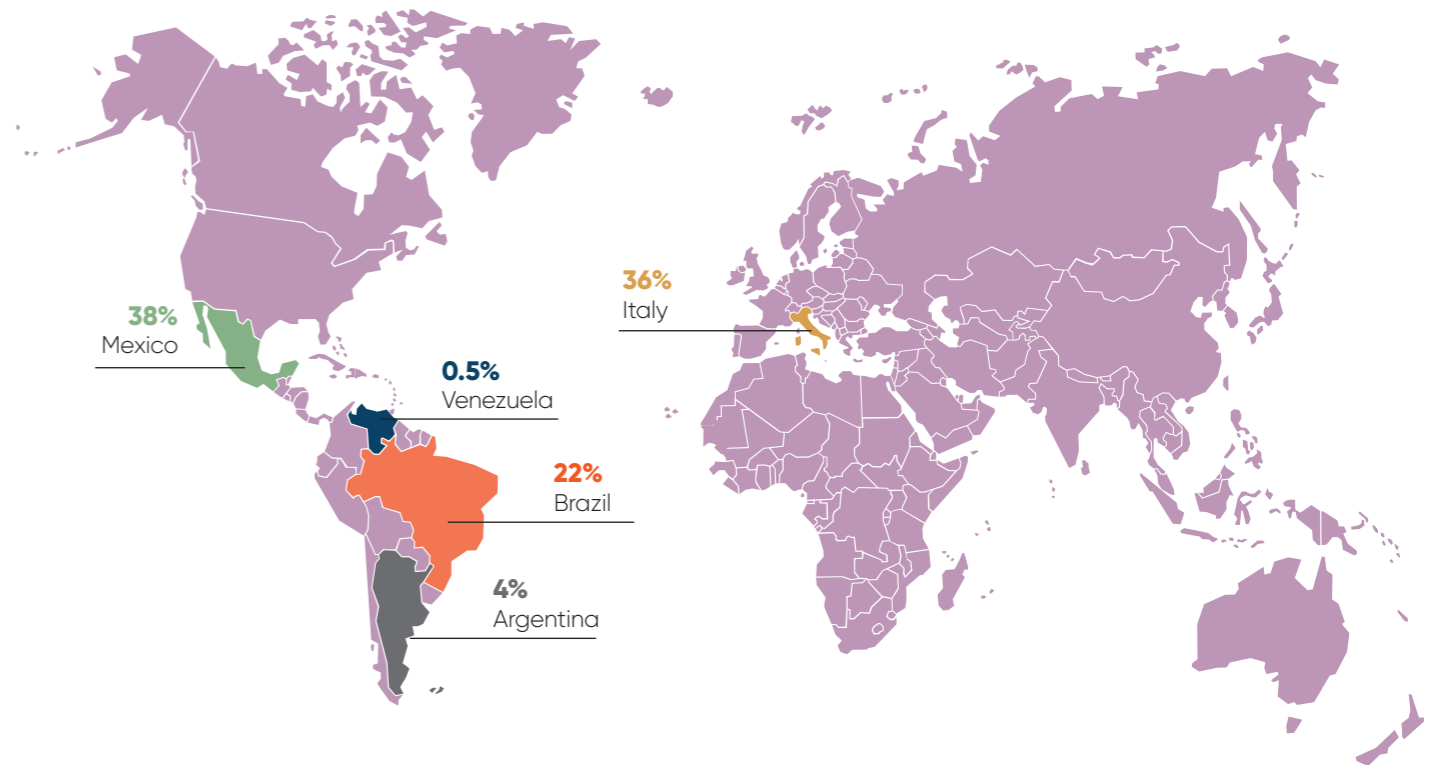 36%
Italy
38%
Mexico
0.5%
Venezuela
22%
Brazil
4%
Argentina